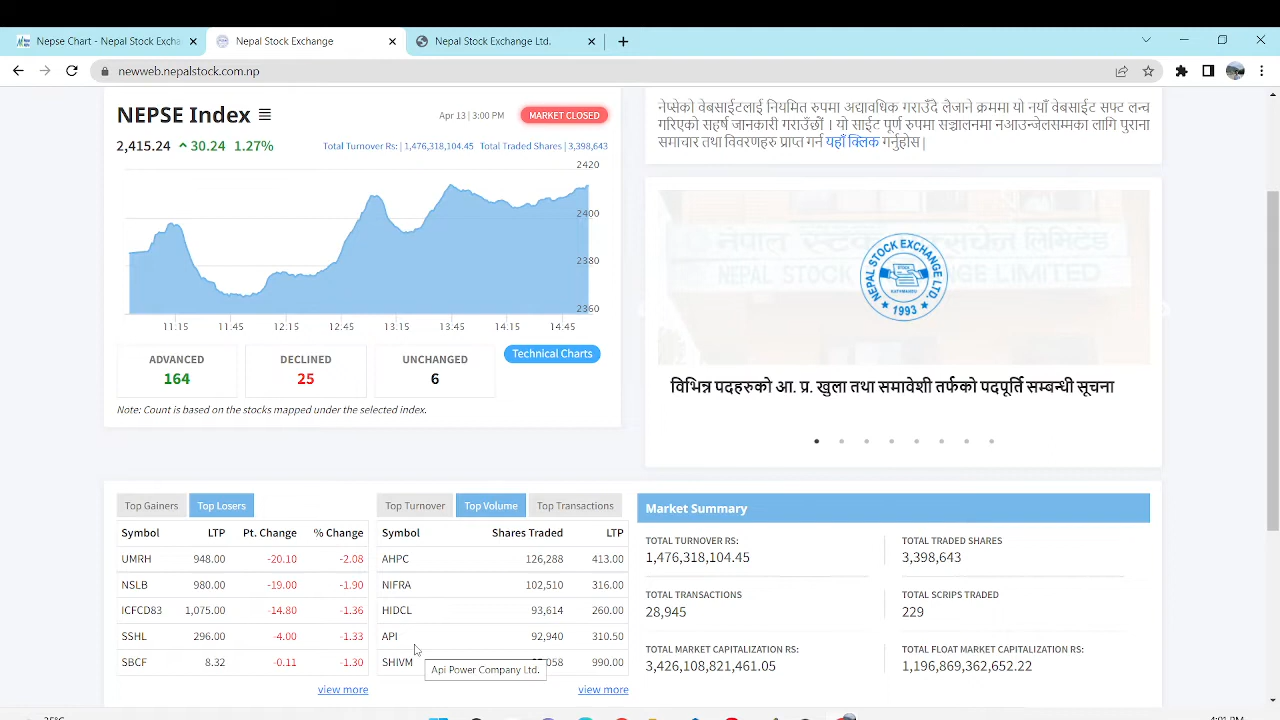 Nepse Chart - Nepal Stock Excha
Nepal Stock Exchange
Nepal Stock Exchange Ltd.
newweb.nepalstock.com.np
NEPSE Index
Apr 13 | 3:00 PM
MARKET CLOSED
2,415.24 30.24 1.27%
Total Turnover Rs: | 1,476,318,104.45 Total Traded Shares | 3,398,643
2420
2400
2380
2360
11.15 11.45 12.15 12.45 13.15 13.45 14.15 14.45
ADVANCED
164
DECLINED
25
UNCHANGED
6
Technical Charts
Note: Count is based on the stocks mapped under the selected index.
नेप्सेको वेबसाईटलाई नियमित रुपमा अद्यावधिक गराउँदै लैजाने क्रममा यो नयाँ वेबसाईट सफ्ट लन्च
गरिएको सहर्ष जानकारी गराउँछौं । यो साईट पूर्ण रुपमा सञ्चालनमा नआउन्जेलसम्मका लागि पुराना
समाचार तथा विवरणहरु प्राप्त गर्न यहाँ क्लिक गर्नुहोस |
NEPAL STOCK EXCHANGE LIMITED
NEPAL STOCK EXCHANGE LTD.
STOCK
KATHMANDU
1993
विभिन्न पदहरुको आ. प्र. खुला तथा समावेशी तर्फको पदपूर्ति सम्बन्धी सूचना
Top Gainers Top Losers
Symbol LTP Pt. Change % Change
UMRH 948.00 -20.10 -2.08
NSLB 980.00 -19.00 -1.90
ICFCD83 1,075.00 -14.80 -1.36
SSHL 296.00 -4.00 -1.33
SBCF 8.32 -0.11 -1.30
view more
Top Turnover Top Volume Top Transactions
Symbol Shares Traded LTP
AHPC 126,288 413.00
NIFRA 102,510 316.00
HIDCL 93,614 260.00
API 92,940 310.50
SHIVM 058 990.00
Api Power Company Ltd.
view more
Market Summary
TOTAL TURNOVER RS:
1,476,318,104.45
TOTAL TRADED SHARES
3,398,643
TOTAL TRANSACTIONS
28,945
TOTAL SCRIPS TRADED
229
TOTAL MARKET CAPITALIZATION RS:
3,426,108,821,461.05
TOTAL FLOAT MARKET CAPITALIZATION RS:
1,196,869,362,652.22